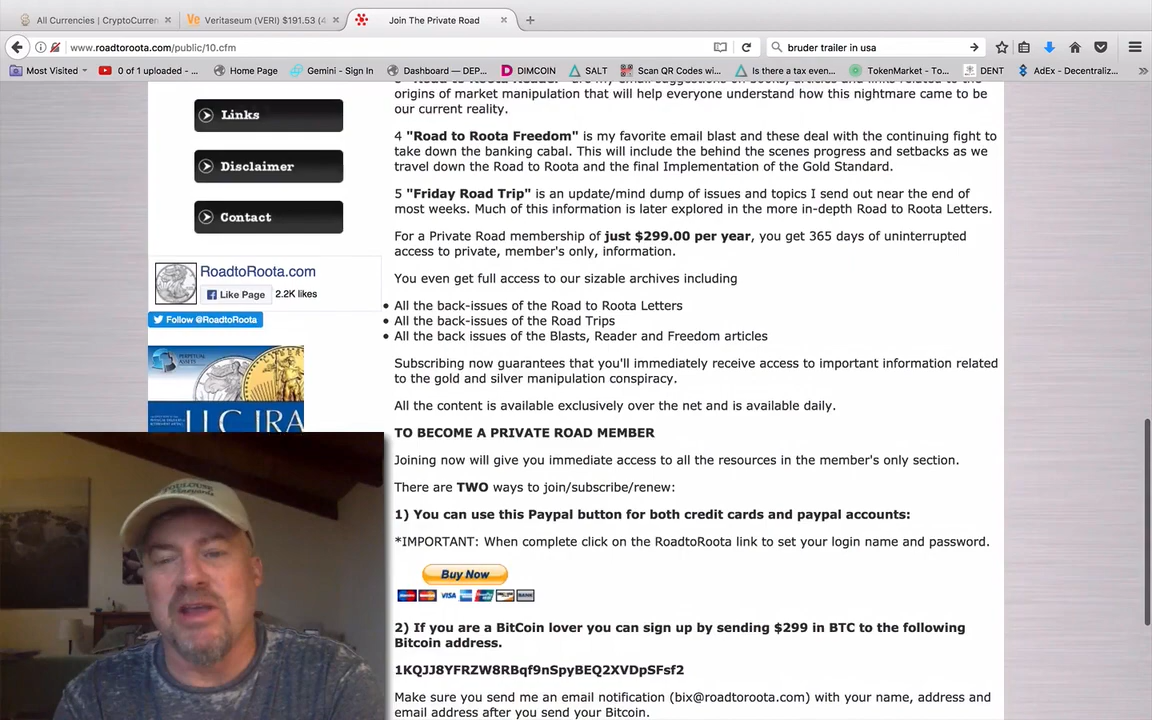 All Currencies | CryptoCurren
Veritaseum (VERI) $191.53 (4
Join The Private Road
www.roadtoroota.com/public/10.cfm
bruder trailer in usa
Most Visited
0 of 1 uploaded - ...
Home Page
Gemini - Sign In
Dashboard — DEP...
DIMCOIN
SALT
Scan QR Codes wi...
Is there a tax even...
TokenMarket - To...
DENT
AdEx - Decentraliz...
origins of market manipulation that will help everyone understand how this nightmare came to be
our current reality.
Links
4 "Road to Roota Freedom" is my favorite email blast and these deal with the continuing fight to
take down the banking cabal. This will include the behind the scenes progress and setbacks as we
travel down the Road to Roota and the final Implementation of the Gold Standard.
Disclaimer
5 "Friday Road Trip" is an update/mind dump of issues and topics I send out near the end of
most weeks. Much of this information is later explored in the more in-depth Road to Roota Letters.
Contact
For a Private Road membership of just $299.00 per year, you get 365 days of uninterrupted
access to private, member's only, information.
RoadtoRoota.com
Like Page
2.2K likes
Follow @RoadtoRoota
You even get full access to our sizable archives including
All the back-issues of the Road to Roota Letters
All the back-issues of the Road Trips
All the back issues of the Blasts, Reader and Freedom articles
Subscribing now guarantees that you'll immediately receive access to important information related
to the gold and silver manipulation conspiracy.
LLC IRA
All the content is available exclusively over the net and is available daily.
TO BECOME A PRIVATE ROAD MEMBER
Joining now will give you immediate access to all the resources in the member's only section.
There are TWO ways to join/subscribe/renew:
1) You can use this Paypal button for both credit cards and paypal accounts:
*IMPORTANT: When complete click on the RoadtoRoota link to set your login name and password.
Buy Now
VISA
BANK
2) If you are a BitCoin lover you can sign up by sending $299 in BTC to the following
Bitcoin address.
1KQJJ8YFRZW8RBqf9nSpyBEQ2XVDpSFsf2
Make sure you send me an email notification (bix@roadtoroota.com) with your name, address and
email address after you send your Bitcoin.